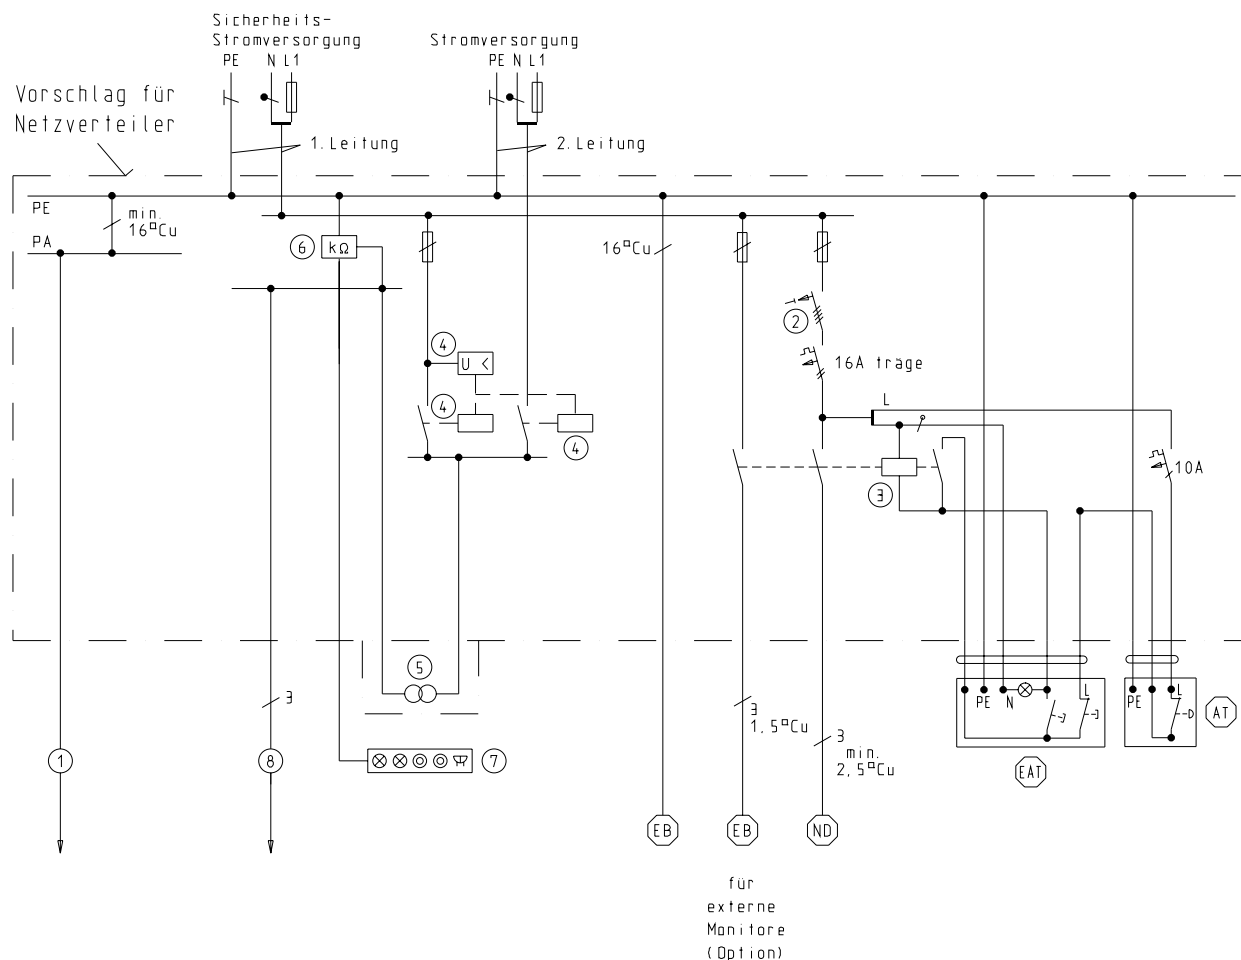 Sicherheits-
Stromversorgung
PE N L1
Stromversorgung
PE N L1
Vorschlag für
Netzverteiler
1. Leitung
2. Leitung
PE
min.
16¤Cu
PA
6
kΩ
16¤Cu
2
4
U <
16A träge
4
4
L
3
10A
5
3
3
1,5¤Cu
3
min.
2,5¤Cu
PE N L
PE L
AT
1
8
7
EAT
EB
EB
ND
für
externe
Monitore
(Option)